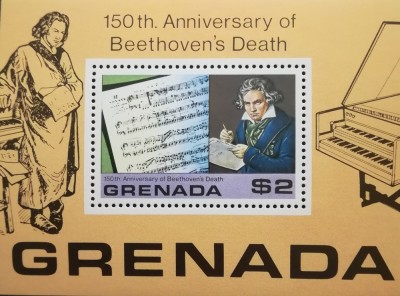 150th. Anniversary of
Beethoven's Death
150th Anniversary of Beethoven's Death
GRENADA $2
GRENADA